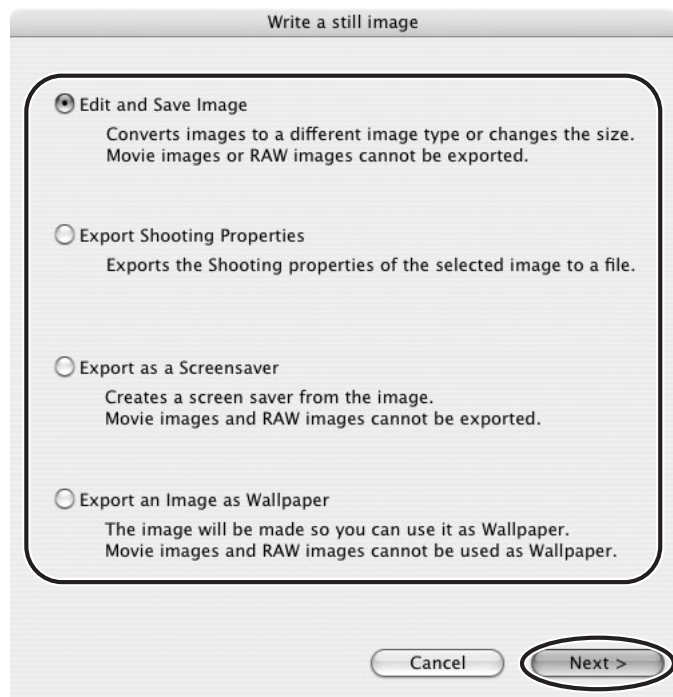 Write a still image
Edit and Save Image
Converts images to a different image type or changes the size.
Movie images or RAW images cannot be exported.
Export Shooting Properties
Exports the Shooting properties of the selected image to a file.
Export as a Screensaver
Creates a screen saver from the image.
Movie images and RAW images cannot be exported.
Export an Image as Wallpaper
The image will be made so you can use it as Wallpaper.
Movie images and RAW images cannot be used as Wallpaper.
Cancel
Next >